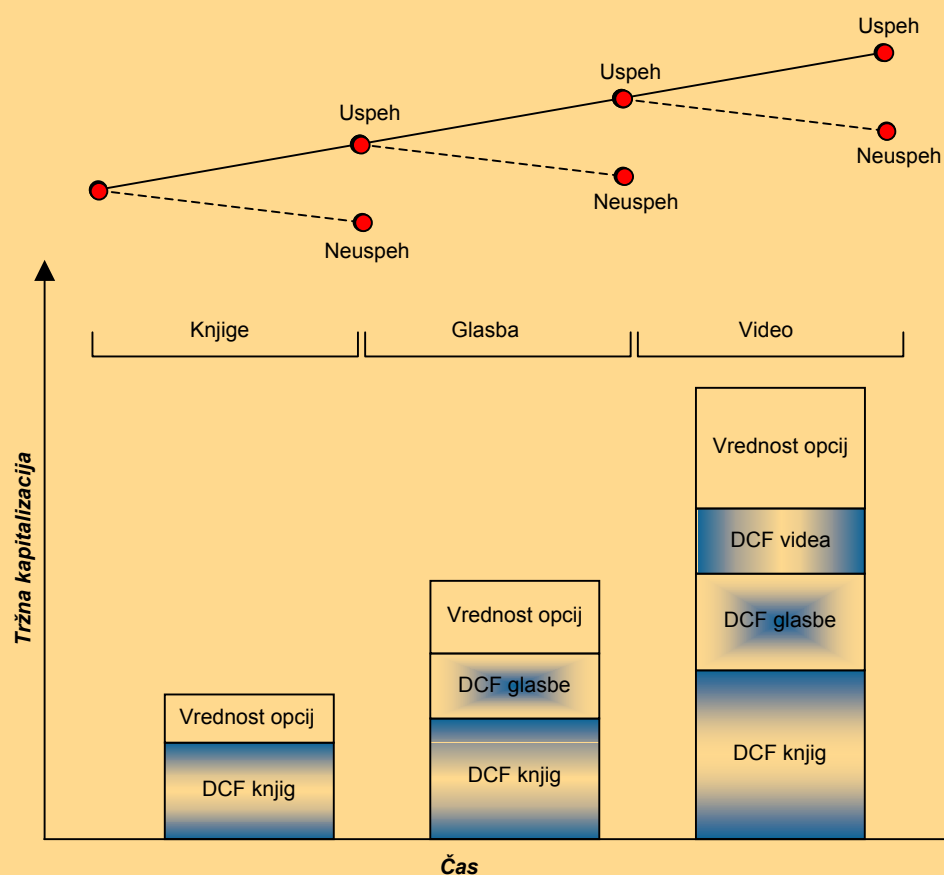 Uspeh
Uspeh
Uspeh
Neuspeh
Neuspeh
Neuspeh
Knjige
Glasba
Video
Tržna kapitalizacija
Vrednost opcij
DCF knjig
Vrednost opcij
DCF glasbe
DCF knjig
Vrednost opcij
DCF videa
DCF glasbe
DCF knjig
Čas